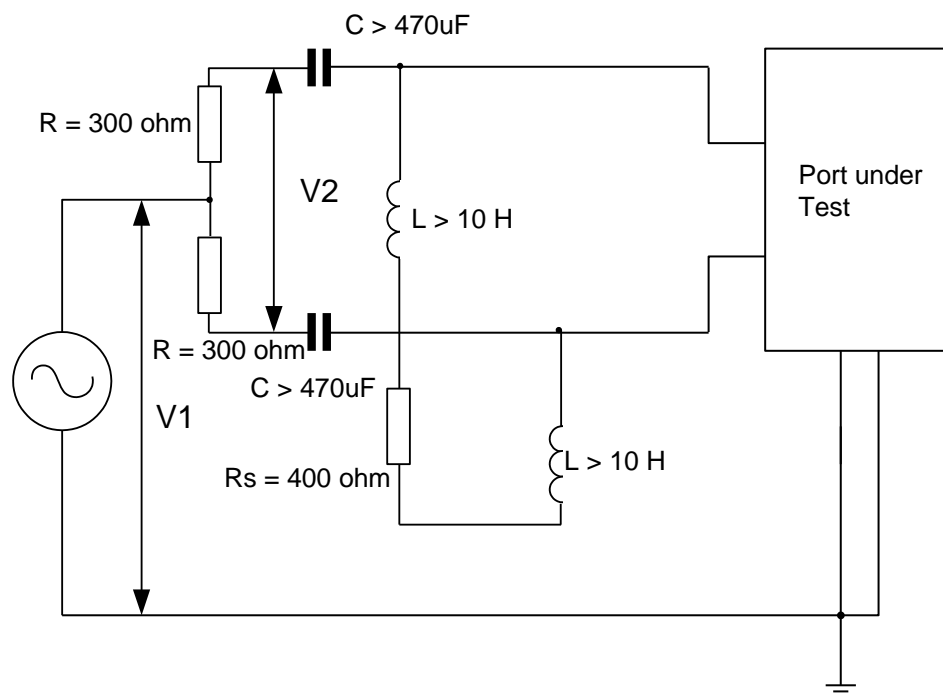 C > 470uF
R = 300 ohm
V2
L > 10 H
Port under
Test
R = 300 ohm
C > 470uF
V1
Rs = 400 ohm
L > 10 H